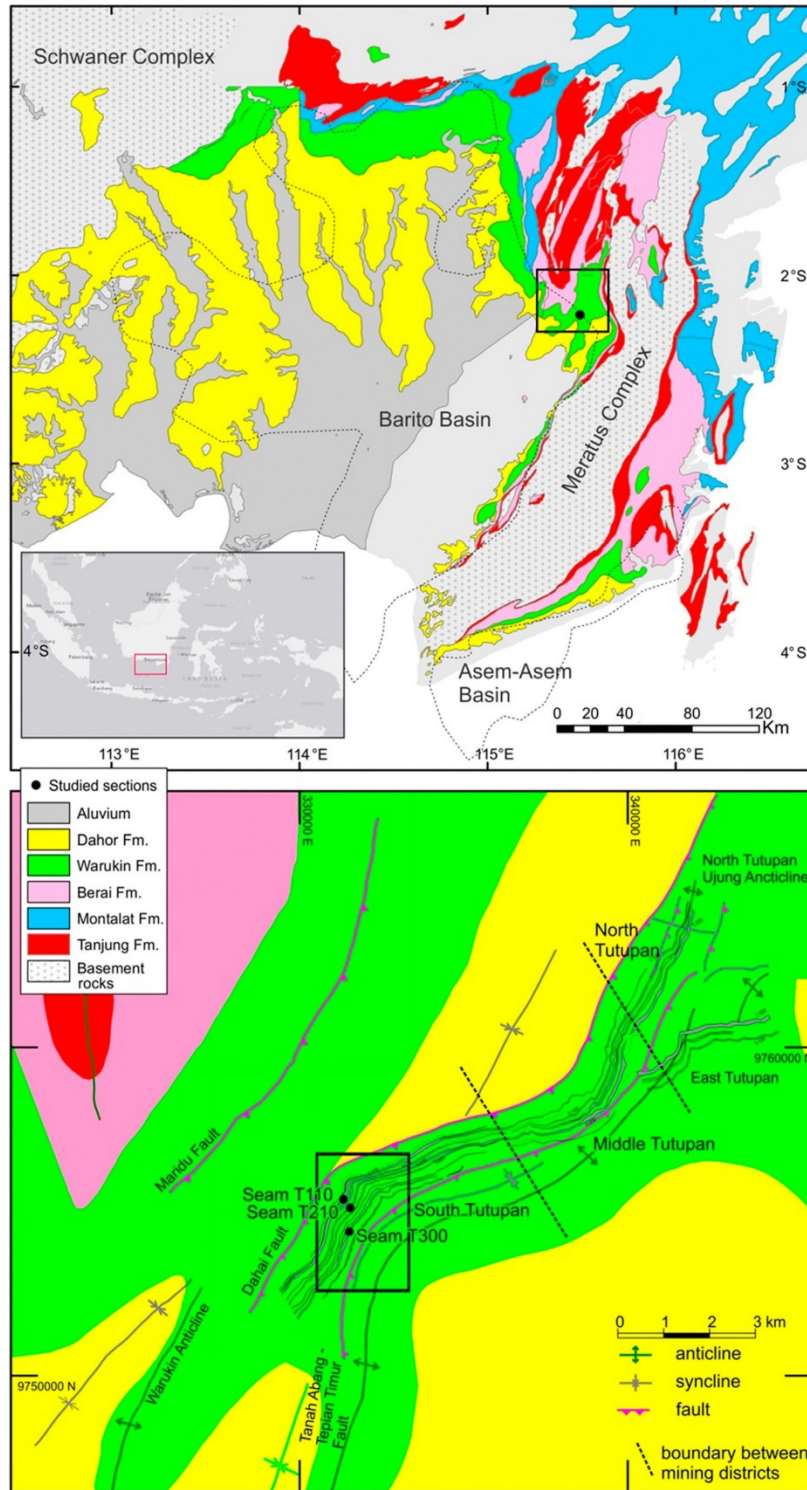 Schwaner Complex
1°S
2°S
Barito Basin
Meratus Complex
3°S
4°S
4°S
Asem-Asem
Basin
0 10 20 40 80 120
Km
113 °E
114 °E
115 °E
116 °E
Studied sections
Aluvium
Dahor Fm.
Warukin Fm.
Berai Fm.
Montalat Fm.
Tanjung Fm.
Basement
rocks
330000 E
340000 E
North Tutupan
Ujung Ancticline
North
Tutupan
9760000 N
East Tutupan
Middle Tutupan
Maridu Fault
Seam T110
Seam T210
South Tutupan
Seam T300
Dahai Fault
Warukin Anticline
9750000 N
Tanah Abang -
Tepian Timur
Fault
0 1 2 3 km
anticline
syncline
fault
boundary between
mining districts